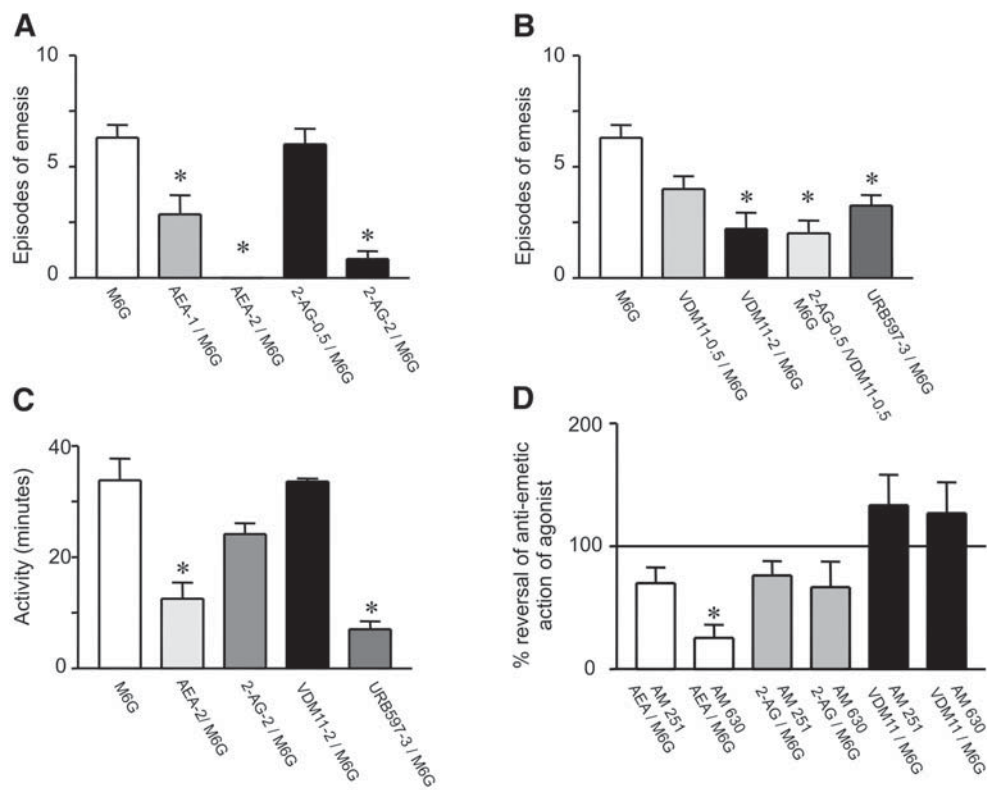 A
Episodes of emesis
10
5
0
*
*
*
M6G
AEA-1 / M6G
AEA-2 / M6G
2-AG-0.5 / M6G
2-AG-2 / M6G
B
Episodes of emesis
10
5
0
*
*
*
M6G
VDM11-0.5 / M6G
VDM11-2 / M6G
2-AG-0.5 /VDM11-0.5
M6G
URB597-3 / M6G
C
Activity (minutes)
40
20
0
*
*
M6G
AEA-2/ M6G
2-AG-2 / M6G
VDM11-2 / M6G
URB597-3 / M6G
D
% reversal of anti-emetic
action of agonist
200
100
0
*
AM 251
AEA / M6G
AM 630
AEA / M6G
AM 251
2-AG / M6G
AM 630
2-AG / M6G
AM 251
VDM11 / M6G
AM 630
VDM11 / M6G